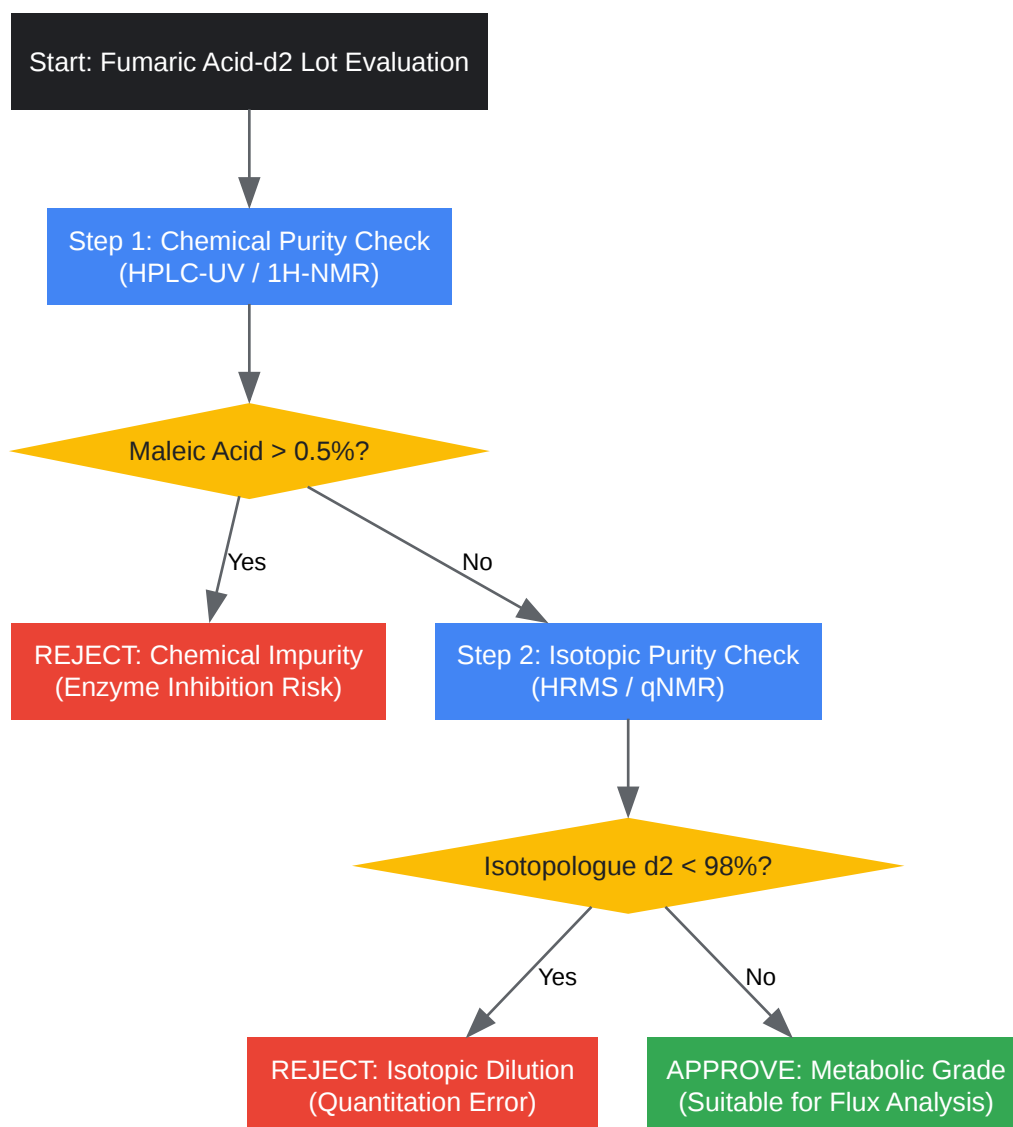 Start: Fumaric Acid-d2 Lot Evaluation
Step 1: Chemical Purity Check
(HPLC-UV / 1H-NMR)
Maleic Acid > 0.5%?
Yes
No
REJECT: Chemical Impurity
(Enzyme Inhibition Risk)
Step 2: Isotopic Purity Check
(HRMS / qNMR)
Isotopologue d2 < 98%?
Yes
No
REJECT: Isotopic Dilution
(Quantitation Error)
APPROVE: Metabolic Grade
(Suitable for Flux Analysis)